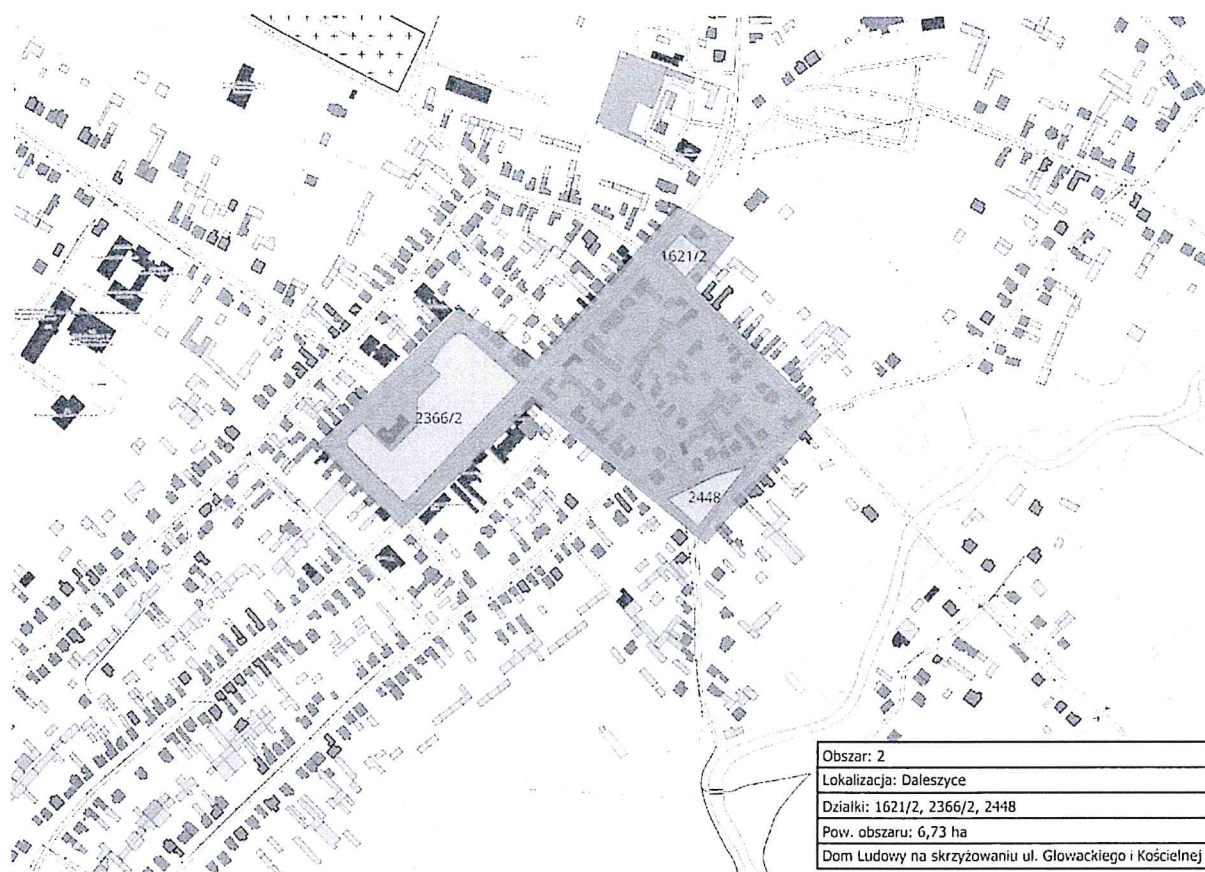 1621/2
2366/2
2448
Obszar: 2
Lokalizacja: Daleszyce
Działki: 1621/2, 2366/2, 2448
Pow. obszaru: 6,73 ha
Dom Ludowy na skrzyżowaniu ul. Głowackiego i Kościelnej